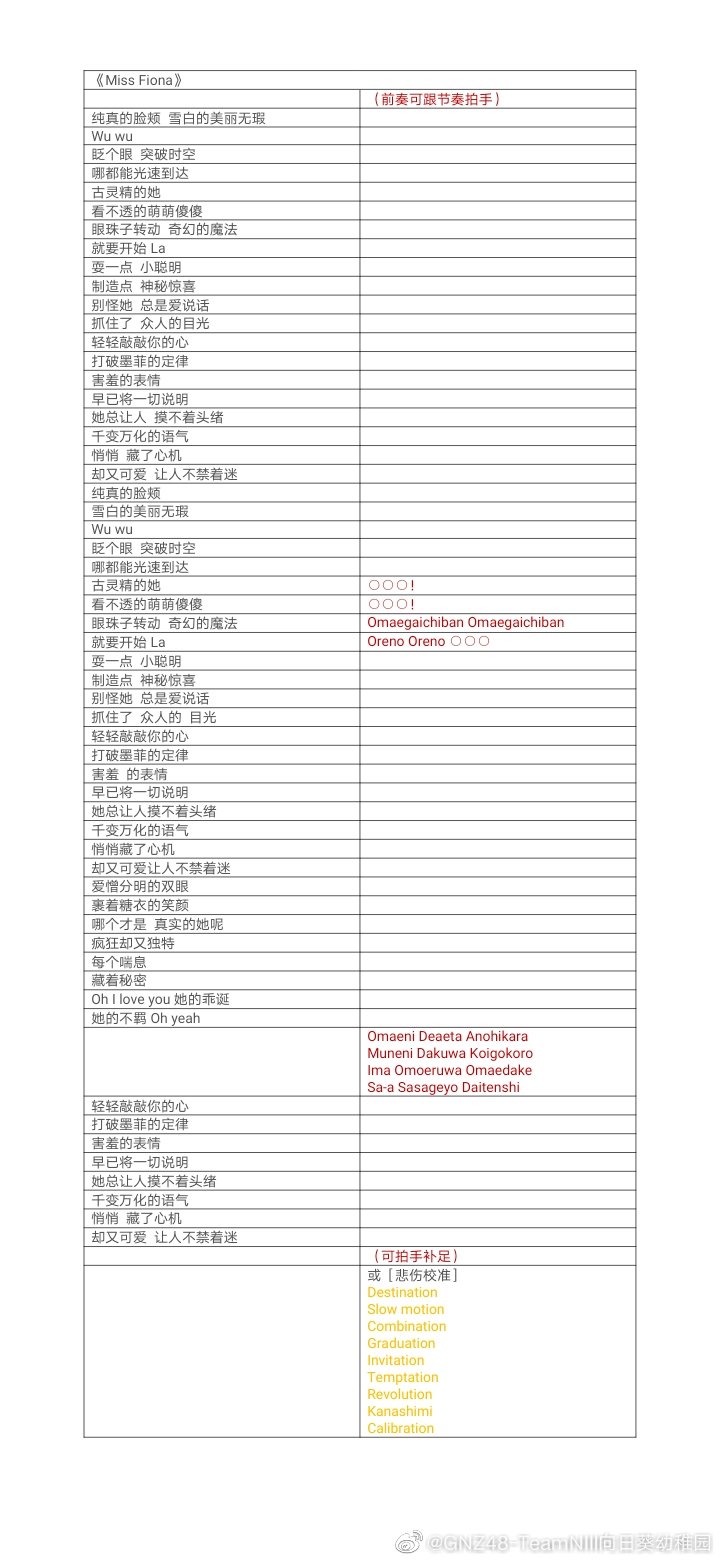 《Miss Fiona》
（前奏可跟节奏拍手）
纯真的脸颊 雪白的美丽无瑕
Wu wu
眨个眼 突破时空
哪都能光速到达
古灵精的她
看不透的萌萌傻傻
眼珠子转动 奇幻的魔法
就要开始 La
耍一点 小聪明
制造点 神秘惊喜
别怪她 总是爱说话
抓住了 众人的目光
轻轻敲敲你的心
打破墨菲的定律
害羞的表情
早已将一切说明
她总让人 摸不着头绪
千变万化的语气
悄悄 藏了心机
却又可爱 让人不禁着迷
纯真的脸颊
雪白的美丽无瑕
Wu wu
眨个眼 突破时空
哪都能光速到达
古灵精的她 〇〇〇!
看不透的萌萌傻傻 〇〇〇!
眼珠子转动 奇幻的魔法 Omaegaichiban Omaegaichiban
就要开始 La Oreno Oreno 〇〇〇
耍一点 小聪明
制造点 神秘惊喜
别怪她 总是爱说话
抓住了 众人的 目光
轻轻敲敲你的心
打破墨菲的定律
害羞 的表情
早已将一切说明
她总让人摸不着头绪
千变万化的语气
悄悄藏了心机
却又可爱让人不禁着迷
爱憎分明的双眼
裹着糖衣的笑颜
哪个才是 真实的她呢
疯狂却又独特
每个喘息
藏着秘密
Oh I love you 她的乖诞
她的不羁 Oh yeah
Omaeni Deaeta Anohikara
Muneni Dakuwa Koigokoro
Ima Omoeruwa Omaedake
Sa-a Sasageyo Daitenshi
轻轻敲敲你的心
打破墨菲的定律
害羞的表情
早已将一切说明
她总让人摸不着头绪
千变万化的语气
悄悄 藏了心机
却又可爱 让人不禁着迷
（可拍手补足）
或［悲伤校准］
Destination
Slow motion
Combination
Graduation
Invitation
Temptation
Revolution
Kanashimi
Calibration
@GNZ48-TeamNIII向日葵幼稚园